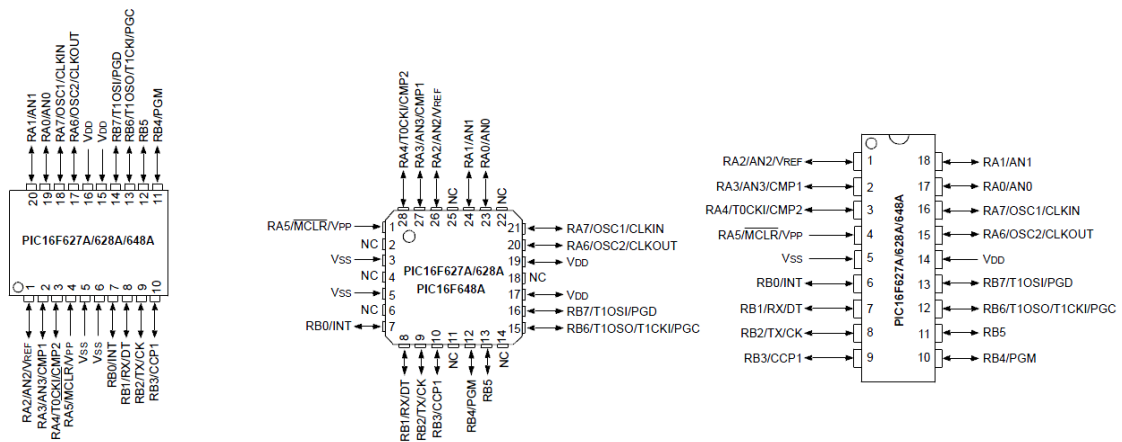 RA1/AN1
RA0/AN0
RA7/OSC1/CLKIN
RA6/OSC2/CLKOUT
VDD
VDD
RB7/T1OSI/PGD
RB6/T1OSO/T1CKI/PGC
RB5
RB4/PGM
20
19
18
17
16
15
14
13
12
11
PIC16F627A/628A/648A
1
2
3
4
5
6
7
8
9
10
RA2/AN2/VREF
RA3/AN3/CMP1
RA4/T0CKI/CMP2
RA5/MCLR/VPP
VSS
VSS
RB0/INT
RB1/RX/DT
RB2/TX/CK
RB3/CCP1
RA4/T0CKI/CMP2
RA3/AN3/CMP1
RA2/AN2/VREF
NC
RA1/AN1
RA0/AN0
NC
28
27
26
25
24
23
22
RA5/MCLR/VPP 1
NC 2
VSS 3
NC 4
VSS 5
NC 6
RB0/INT 7
PIC16F627A/628A
PIC16F648A
21 RA7/OSC1/CLKIN
20 RA6/OSC2/CLKOUT
19 VDD
18 NC
17 VDD
16 RB7/T1OSI/PGD
15 RB6/T1OSO/T1CKI/PGC
8
9
10
11
12
13
14
RB1/RX/DT
RB2/TX/CK
RB3/CCP1
NC
RB4/PGM
RB5
NC
RA2/AN2/VREF 1 18 RA1/AN1
RA3/AN3/CMP1 2 17 RA0/AN0
RA4/T0CKI/CMP2 3 16 RA7/OSC1/CLKIN
RA5/MCLR/VPP 4 15 RA6/OSC2/CLKOUT
VSS 5 14 VDD
RB0/INT 6 13 RB7/T1OSI/PGD
RB1/RX/DT 7 12 RB6/T1OSO/T1CKI/PGC
RB2/TX/CK 8 11 RB5
RB3/CCP1 9 10 RB4/PGM
PIC16F627A/628A/648A